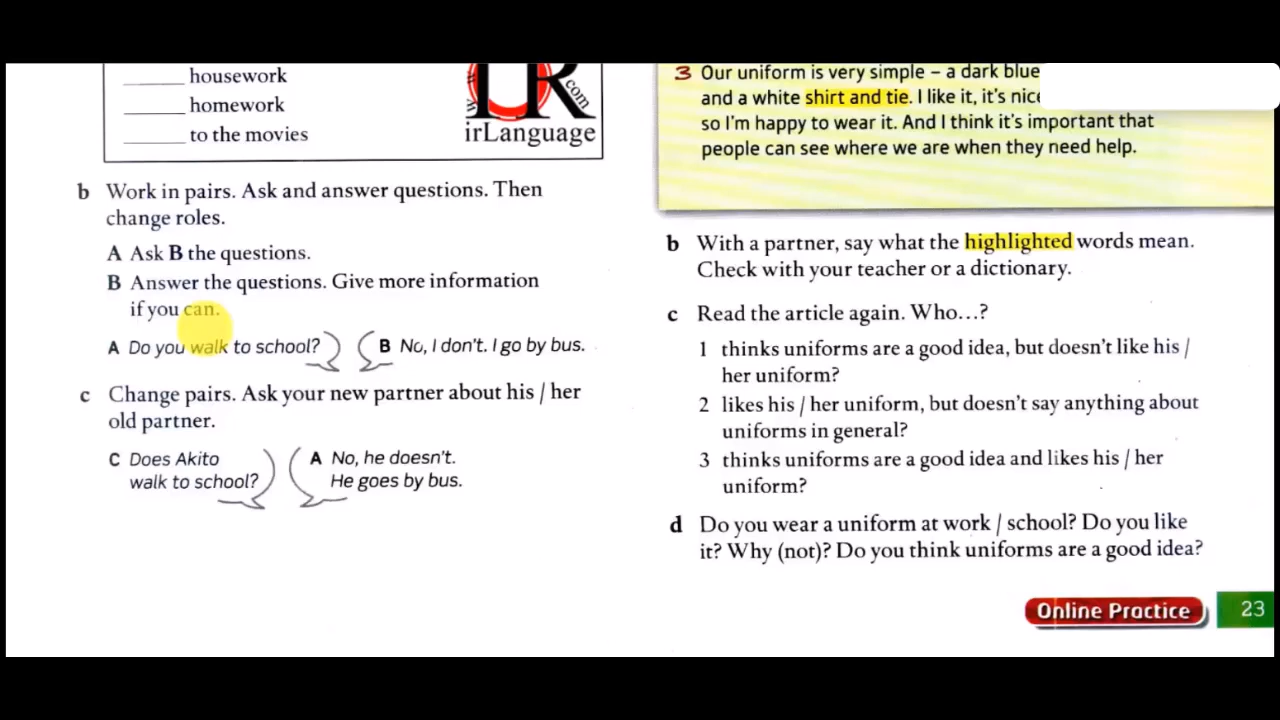 _____ housework
_____ homework
_____ to the movies
.com
irLanguage
b Work in pairs. Ask and answer questions. Then
change roles.
A Ask B the questions.
B Answer the questions. Give more information
if you can.
A Do you walk to school?
B No, I don't. I go by bus.
c Change pairs. Ask your new partner about his / her
old partner.
C Does Akito
walk to school?
A No, he doesn't.
He goes by bus.
3 Our uniform is very simple – a dark blue
and a white shirt and tie. I like it, it's nice
so I'm happy to wear it. And I think it's important that
people can see where we are when they need help.
b With a partner, say what the highlighted words mean.
Check with your teacher or a dictionary.
c Read the article again. Who...?
1 thinks uniforms are a good idea, but doesn't like his /
her uniform?
2 likes his / her uniform, but doesn't say anything about
uniforms in general?
3 thinks uniforms are a good idea and likes his / her
uniform?
d Do you wear a uniform at work / school? Do you like
it? Why (not)? Do you think uniforms are a good idea?
Online Practice 23